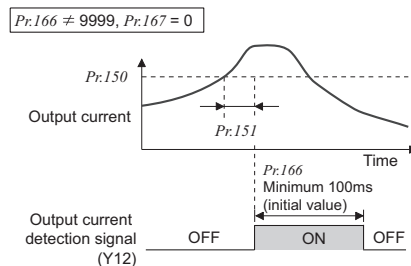 Pr.166 ≠ 9999, Pr.167 = 0
Pr.150
Output current
Pr.151
Time
Pr.166
Minimum 100ms
(initial value)
Output current
detection signal
(Y12)
OFF
ON
OFF